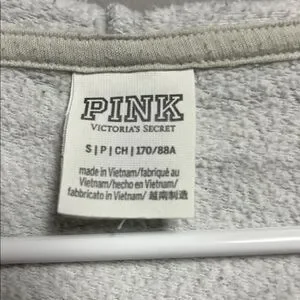 PINK
VICTORIA'S SECRET
S | P | CH | 170/88A
made in Vietnam/fabriqué au
Vietnam/hecho en Vietnam/
fabbricato in Vietnam/ 越南制造